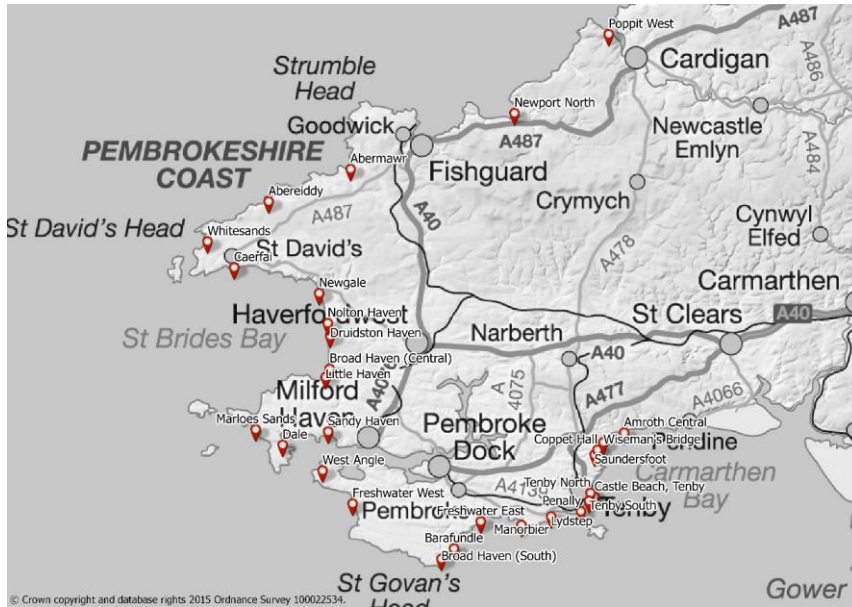 Poppit West
A487
Cardigan
A486
Strumble
Head
Goodwick
Newport North
A487
Newcastle
Emlyn
PEMBROKESHIRE
COAST
Abermawr
Fishguard
A484
Crymych
Abereiddy
A487
A40
St David's Head
Whitesands
St David's
Caerfai
A478
Cynwyl
Elfed
Newgale
Carmarthen
Haverfordwest
Nolton Haven
Druidston Haven
St Brides Bay
St Clears
A40
Narberth
A40
Broad Haven (Central)
Little Haven
Milford
Haven
A4076
A
4075
A477
A4066
Marloes Sands
Dale
Sandy Haven
Pembroke
Dock
Amroth Central
Coppet Hall
Wiseman's Bridge
Pendine
Saundersfoot
Carmarthen
Bay
West Angle
Tenby North
Castle Beach, Tenby
A4139
Penally
Tenby South
Tenby
Freshwater West
Pembroke
Freshwater East
Manorbier
Lydstep
Barafundle
Broad Haven (South)
St Govan's
Head
Gower
© Crown copyright and database rights 2015 Ordnance Survey 100022534.